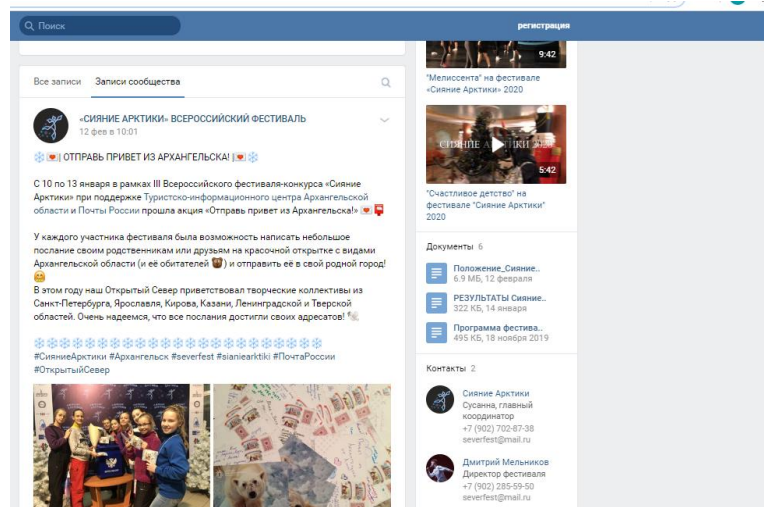 Поиск
регистрация
Все записи Записи сообщества
«СИЯНИЕ АРКТИКИ» ВСЕРОССИЙСКИЙ ФЕСТИВАЛЬ
12 фев в 10:01
❄💌| ОТПРАВЬ ПРИВЕТ ИЗ АРХАНГЕЛЬСКА! |💌❄
С 10 по 13 января в рамках III Всероссийского фестиваля-конкурса «Сияние
Арктики» при поддержке Туристско-информационного центра Архангельской
области и Почты России прошла акция «Отправь привет из Архангельска!» 💌📮
У каждого участника фестиваля была возможность написать небольшое
послание своим родственникам или друзьям на красочной открытке с видами
Архангельской области (и её обитателей) и отправить её в свой родной город!
В этом году наш Открытый Север приветствовал творческие коллективы из
Санкт-Петербурга, Ярославля, Кирова, Казани, Ленинградской и Тверской
областей. Очень надеемся, что все послания достигли своих адресатов!
#СияниеАрктики #Архангельск #severfest #sianiearktiki #ПочтаРоссии
#ОткрытыйСевер
9:42
"Мелиссента" на фестивале
«Сияние Арктики» 2020
СИЯНИЕ АРКТИКИ 2020
5:42
"Счастливое детство" на
фестивале "Сияние Арктики"
2020
Документы 6
Положение_Сияние..
6.9 МБ, 12 февраля
РЕЗУЛЬТАТЫ Сияние..
322 КБ, 14 января
Программа фестива..
495 КБ, 18 ноября 2019
Контакты 2
Сияние Арктики
Сусанна, главный
координатор
+7 (902) 702-87-38
severfest@mail.ru
Дмитрий Мельников
Директор фестиваля
+7 (902) 285-59-50
severfest@mail.ru